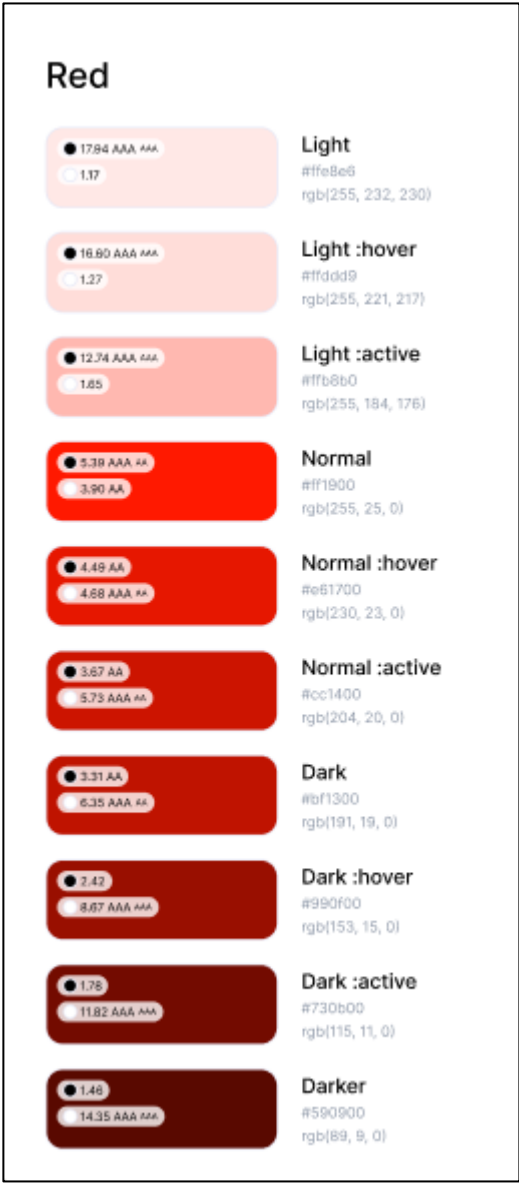 Red
17.94 AAA AAA
1.17
Light
#ffe8e6
rgb(255, 232, 230)
16.60 AAA AAA
1.27
Light :hover
#ffddd9
rgb(255, 221, 217)
12.74 AAA AAA
1.65
Light :active
#ffb8b0
rgb(255, 184, 176)
5.39 AAA AA
3.90 AA
Normal
#ff1900
rgb(255, 25, 0)
4.49 AA
4.68 AAA AA
Normal :hover
#e61700
rgb(230, 23, 0)
3.67 AA
5.73 AAA AA
Normal :active
#cc1400
rgb(204, 20, 0)
3.31 AA
6.35 AAA AA
Dark
#bf1300
rgb(191, 19, 0)
2.42
8.67 AAA AAA
Dark :hover
#990f00
rgb(153, 15, 0)
1.78
11.82 AAA AAA
Dark :active
#730b00
rgb(115, 11, 0)
1.46
14.35 AAA AAA
Darker
#590900
rgb(89, 9, 0)